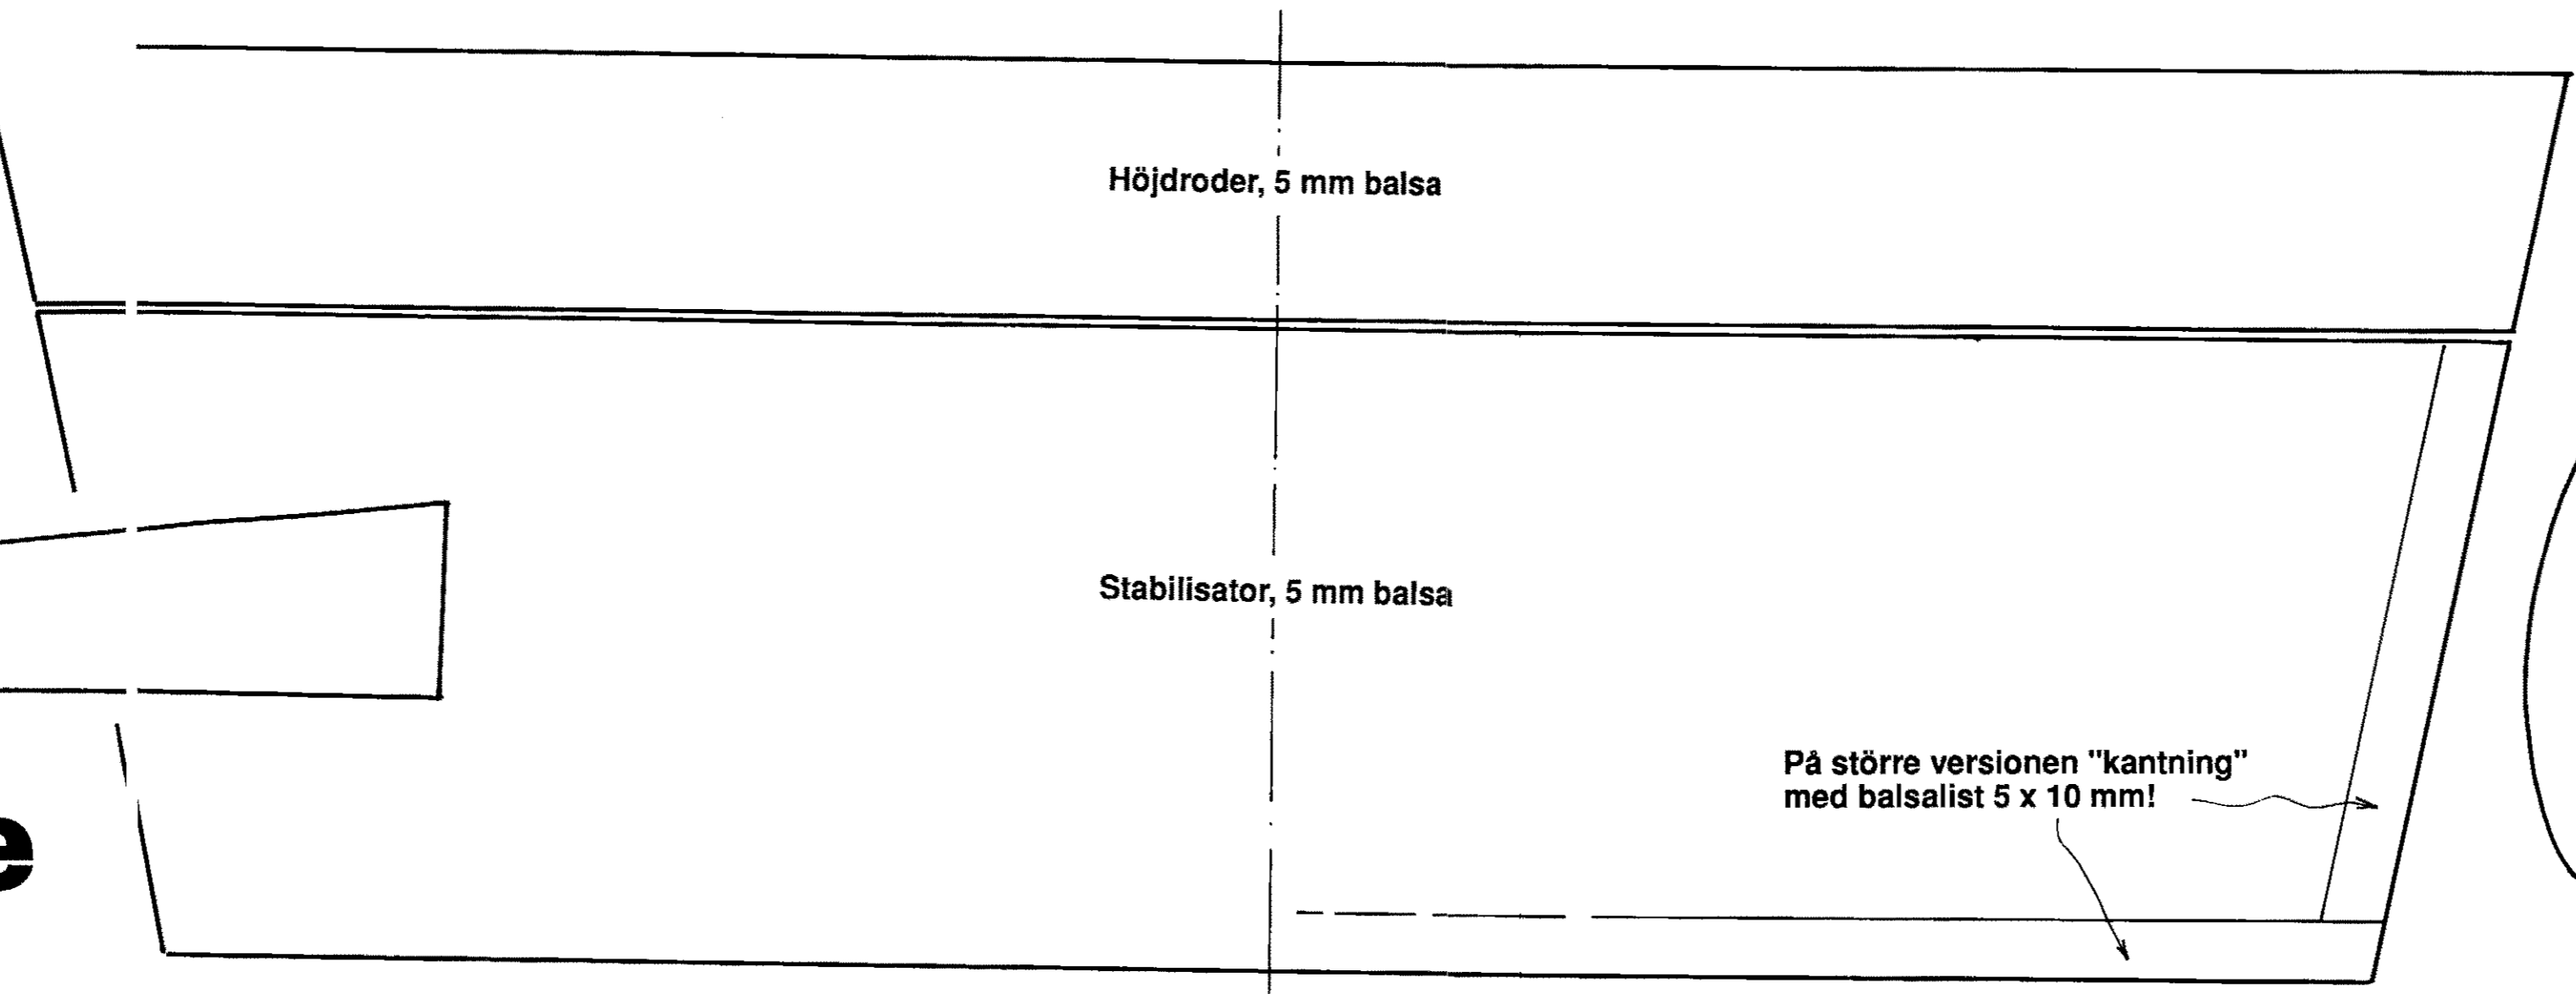 Höjdroder, 5 mm balsa
Stabilisator, 5 mm balsa
På större versionen "kantning"
med balsalist 5 x 10 mm!
e